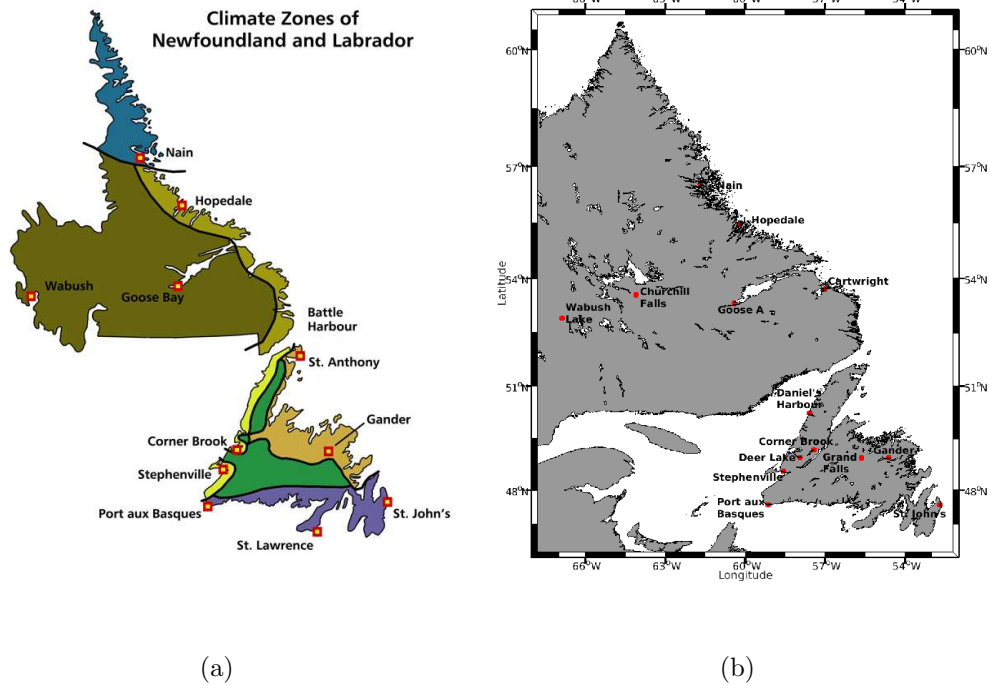 Climate Zones of
Newfoundland and Labrador
Nain
Hopedale
Wabush
Goose Bay
Battle
Harbour
St. Anthony
Gander
Corner Brook
Stephenville
Port aux Basques
St. John's
St. Lawrence
(a)
60°N
60°N
57°N
57°N
Nain
Hopedale
54°N
54°N
Cartwright
Churchill
Falls
Goose A
Wabush
Lake
51°N
51°N
Daniel's
Harbour
Corner Brook
Deer Lake
Grand
Falls
Gander
Stephenville
48°N
48°N
Port aux
Basques
St. John's
66°W
63°W
60°W
57°W
54°W
Latitude
Longitude
(b)